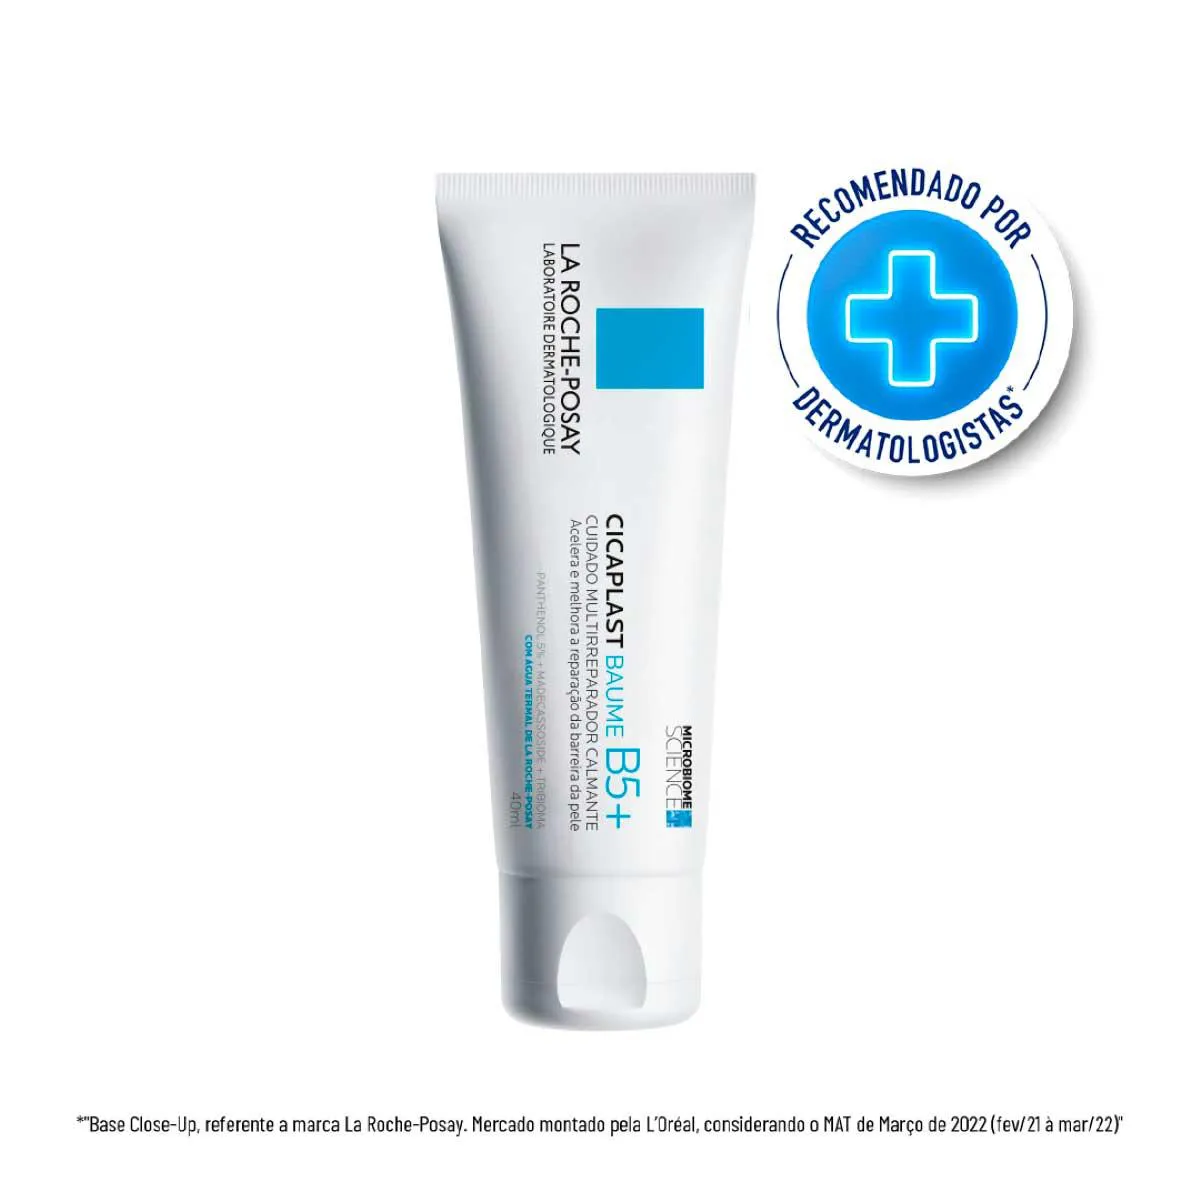 LA ROCHE-POSAY
LABORATOIRE DERMATOLOGIQUE
CICAPLAST BAUME B5+
CUIDADO MULTIRREPARADOR CALMANTE
Acelera e melhora a reparação da barreira da pele
PANTHENOL 5% + MADECASSOSIDE + TRIBIOMA
COM ÁGUA TERMAL DE LA ROCHE-POSAY
40ml
MICROBIOME
SCIENCE
RECOMENDADO POR
DERMATOLOGISTAS*
*"Base Close-Up, referente a marca La Roche-Posay. Mercado montado pela L'Oréal, considerando o MAT de Março de 2022 (fev/21 à mar/22)"